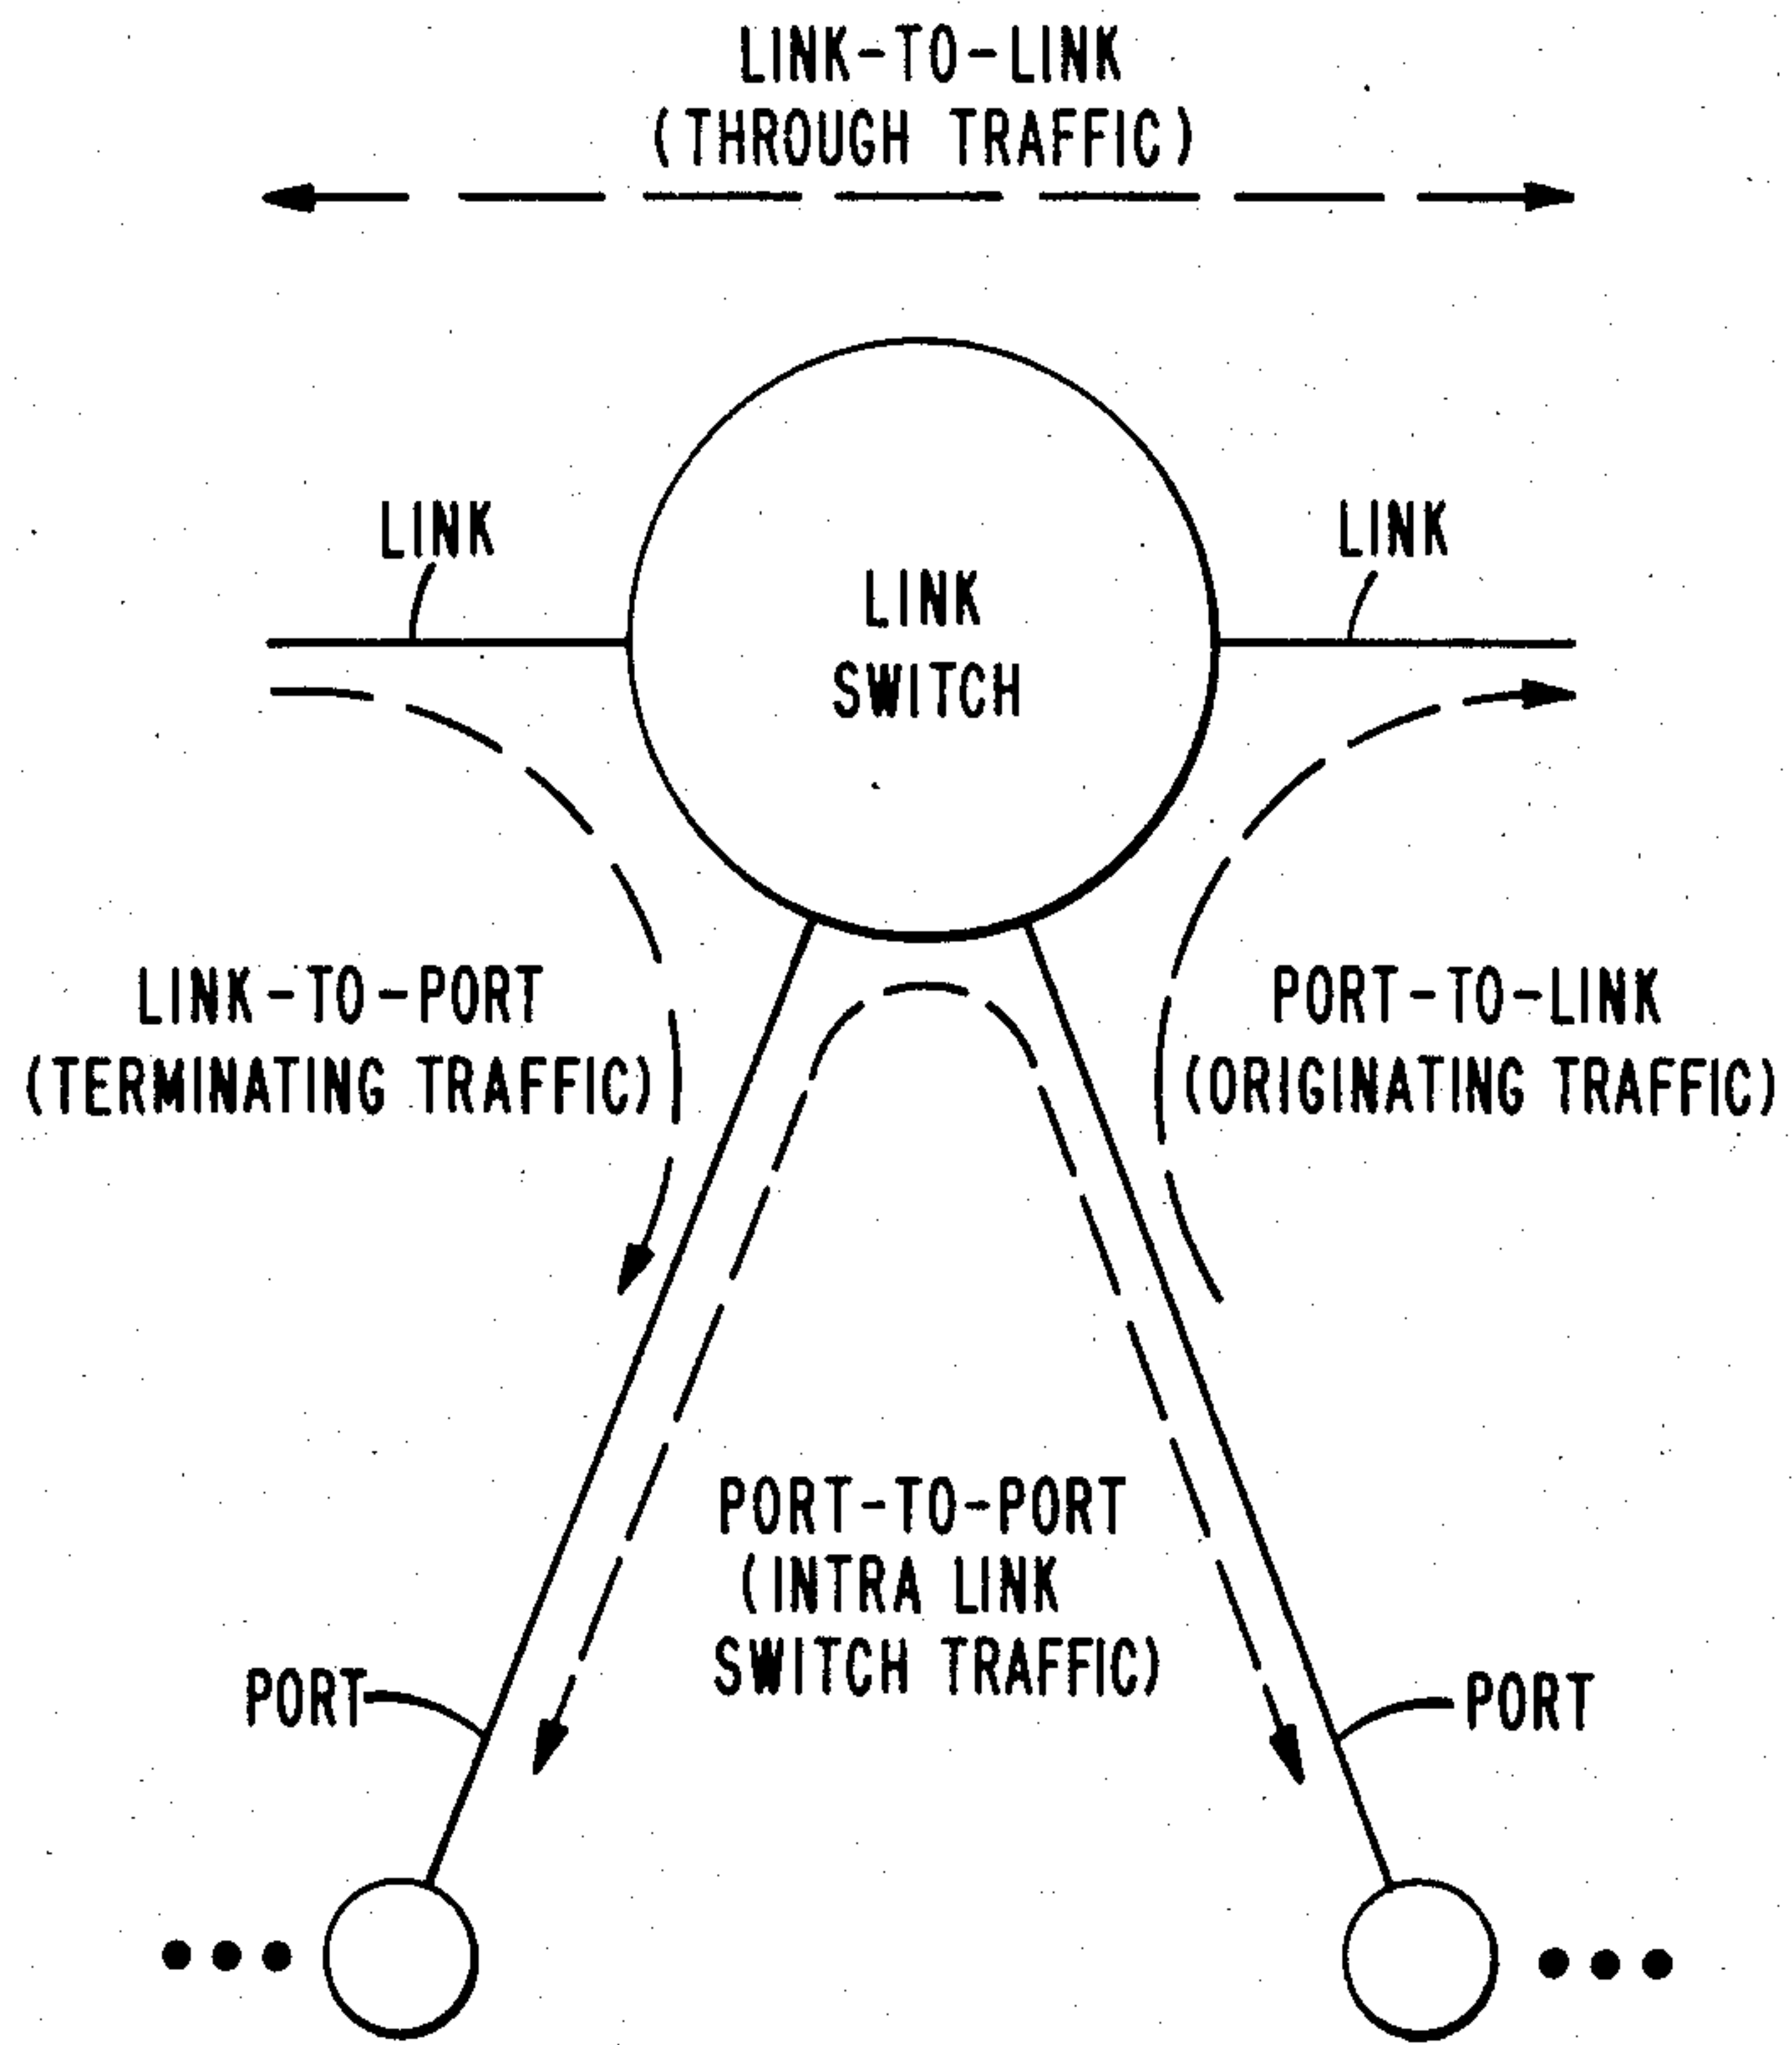 LINK-TO-LINK
(THROUGH TRAFFIC)
LINK
LINK
LINK
SWITCH
LINK-TO-PORT
(TERMINATING TRAFFIC)
PORT-TO-LINK
(ORIGINATING TRAFFIC)
PORT-TO-PORT
(INTRA LINK
SWITCH TRAFFIC)
PORT
PORT